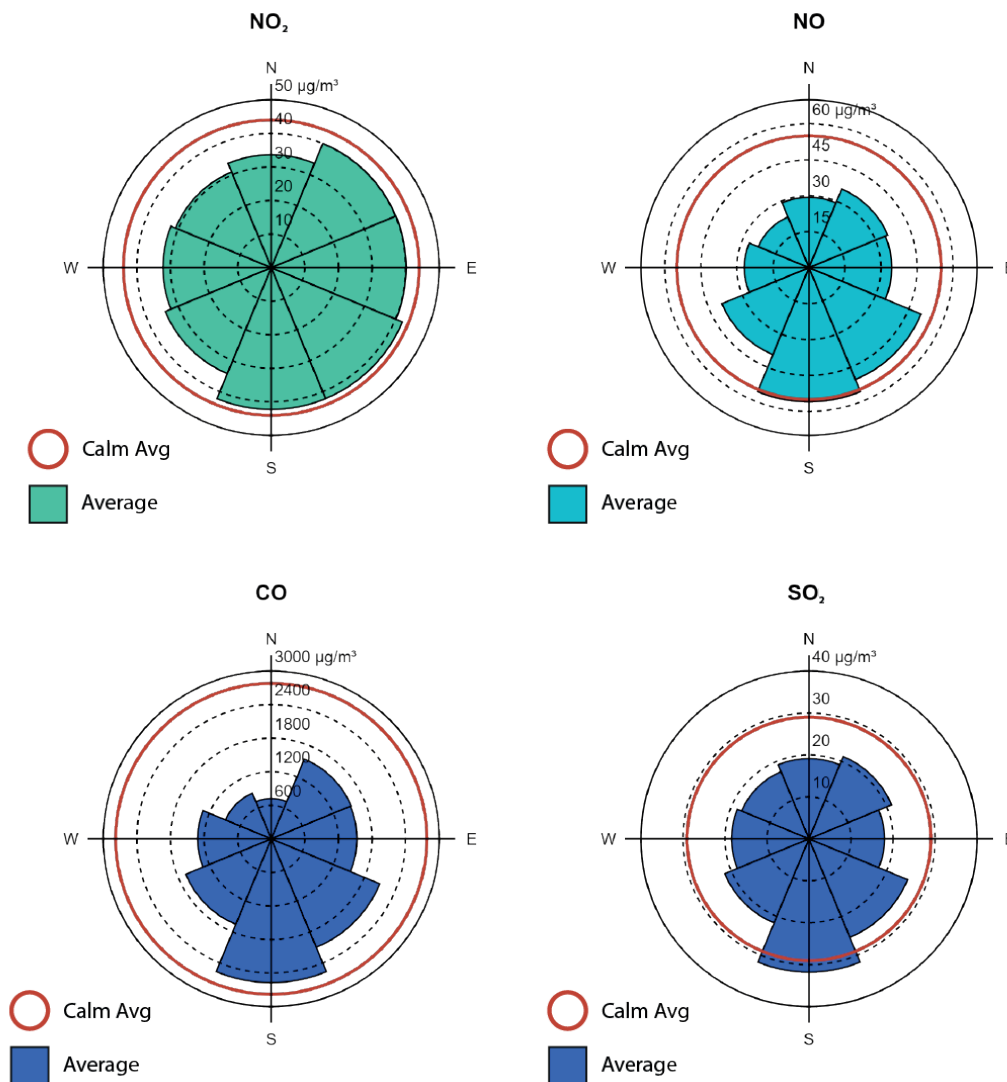 NO₂
N
50 µg/m³
40
30
20
10
W
E
S
Calm Avg
Average
NO
N
60 µg/m³
45
30
15
W
E
S
Calm Avg
Average
CO
N
3000 µg/m³
2400
1800
1200
600
W
E
S
Calm Avg
Average
SO₂
N
40 µg/m³
30
20
10
W
E
S
Calm Avg
Average